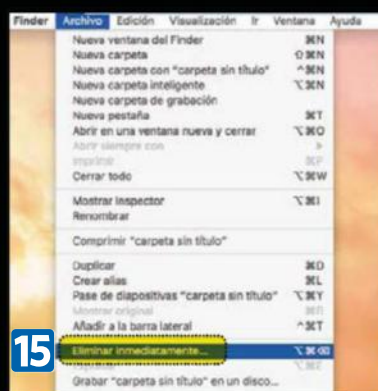 Finder Archivo Edición Visualización Ir Ventana Ayuda
Nueva ventana del Finder ⌘N
Nueva carpeta ⇧⌘N
Nueva carpeta con "carpeta sin título" ^⌘N
Nueva carpeta inteligente ⌥⌘N
Nueva carpeta de grabación
Nueva pestaña ⌘T
Abrir en una ventana nueva y cerrar ⌥⌘O
Abrir siempre con
Imprimir ⌘P
Cerrar todo ⌥⌘W
Mostrar inspector ⌥⌘I
Renombrar
Comprimir "carpeta sin título"
Duplicar ⌘D
Crear alias ⌘L
Pase de diapositivas "carpeta sin título" ⌥⌘Y
Mostrar original
Añadir a la barra lateral ^⌘T
15 Eliminar inmediatamente... ⌥⌘⌫
Grabar "carpeta sin título" en un disco...